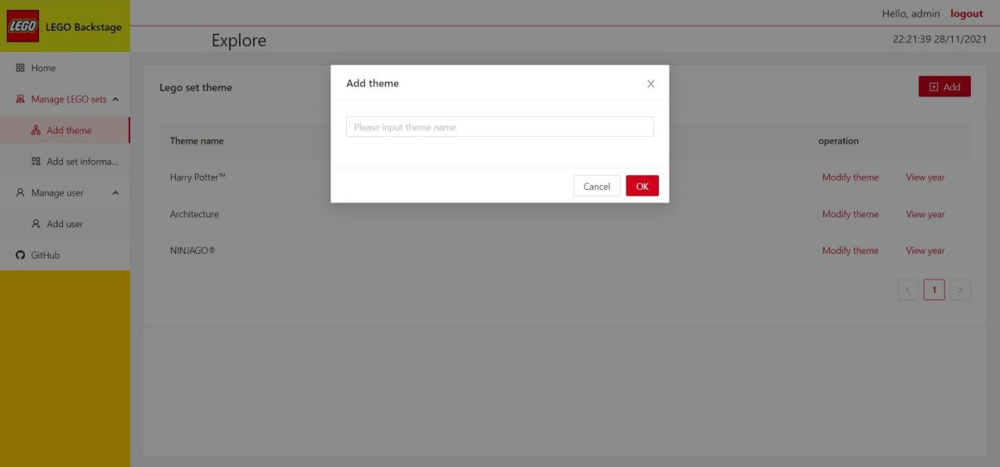 LEGO LEGO Backstage
Hello, admin logout
Explore
22:21:39 28/11/2021
Home
Manage LEGO sets
Add theme
Add set informa...
Manage user
Add user
GitHub
Lego set theme
Add
Theme name
operation
Harry Potter™
Modify theme View year
Architecture
Modify theme View year
NINJAGO®
Modify theme View year
< 1 >
Add theme X
Please input theme name
Cancel OK